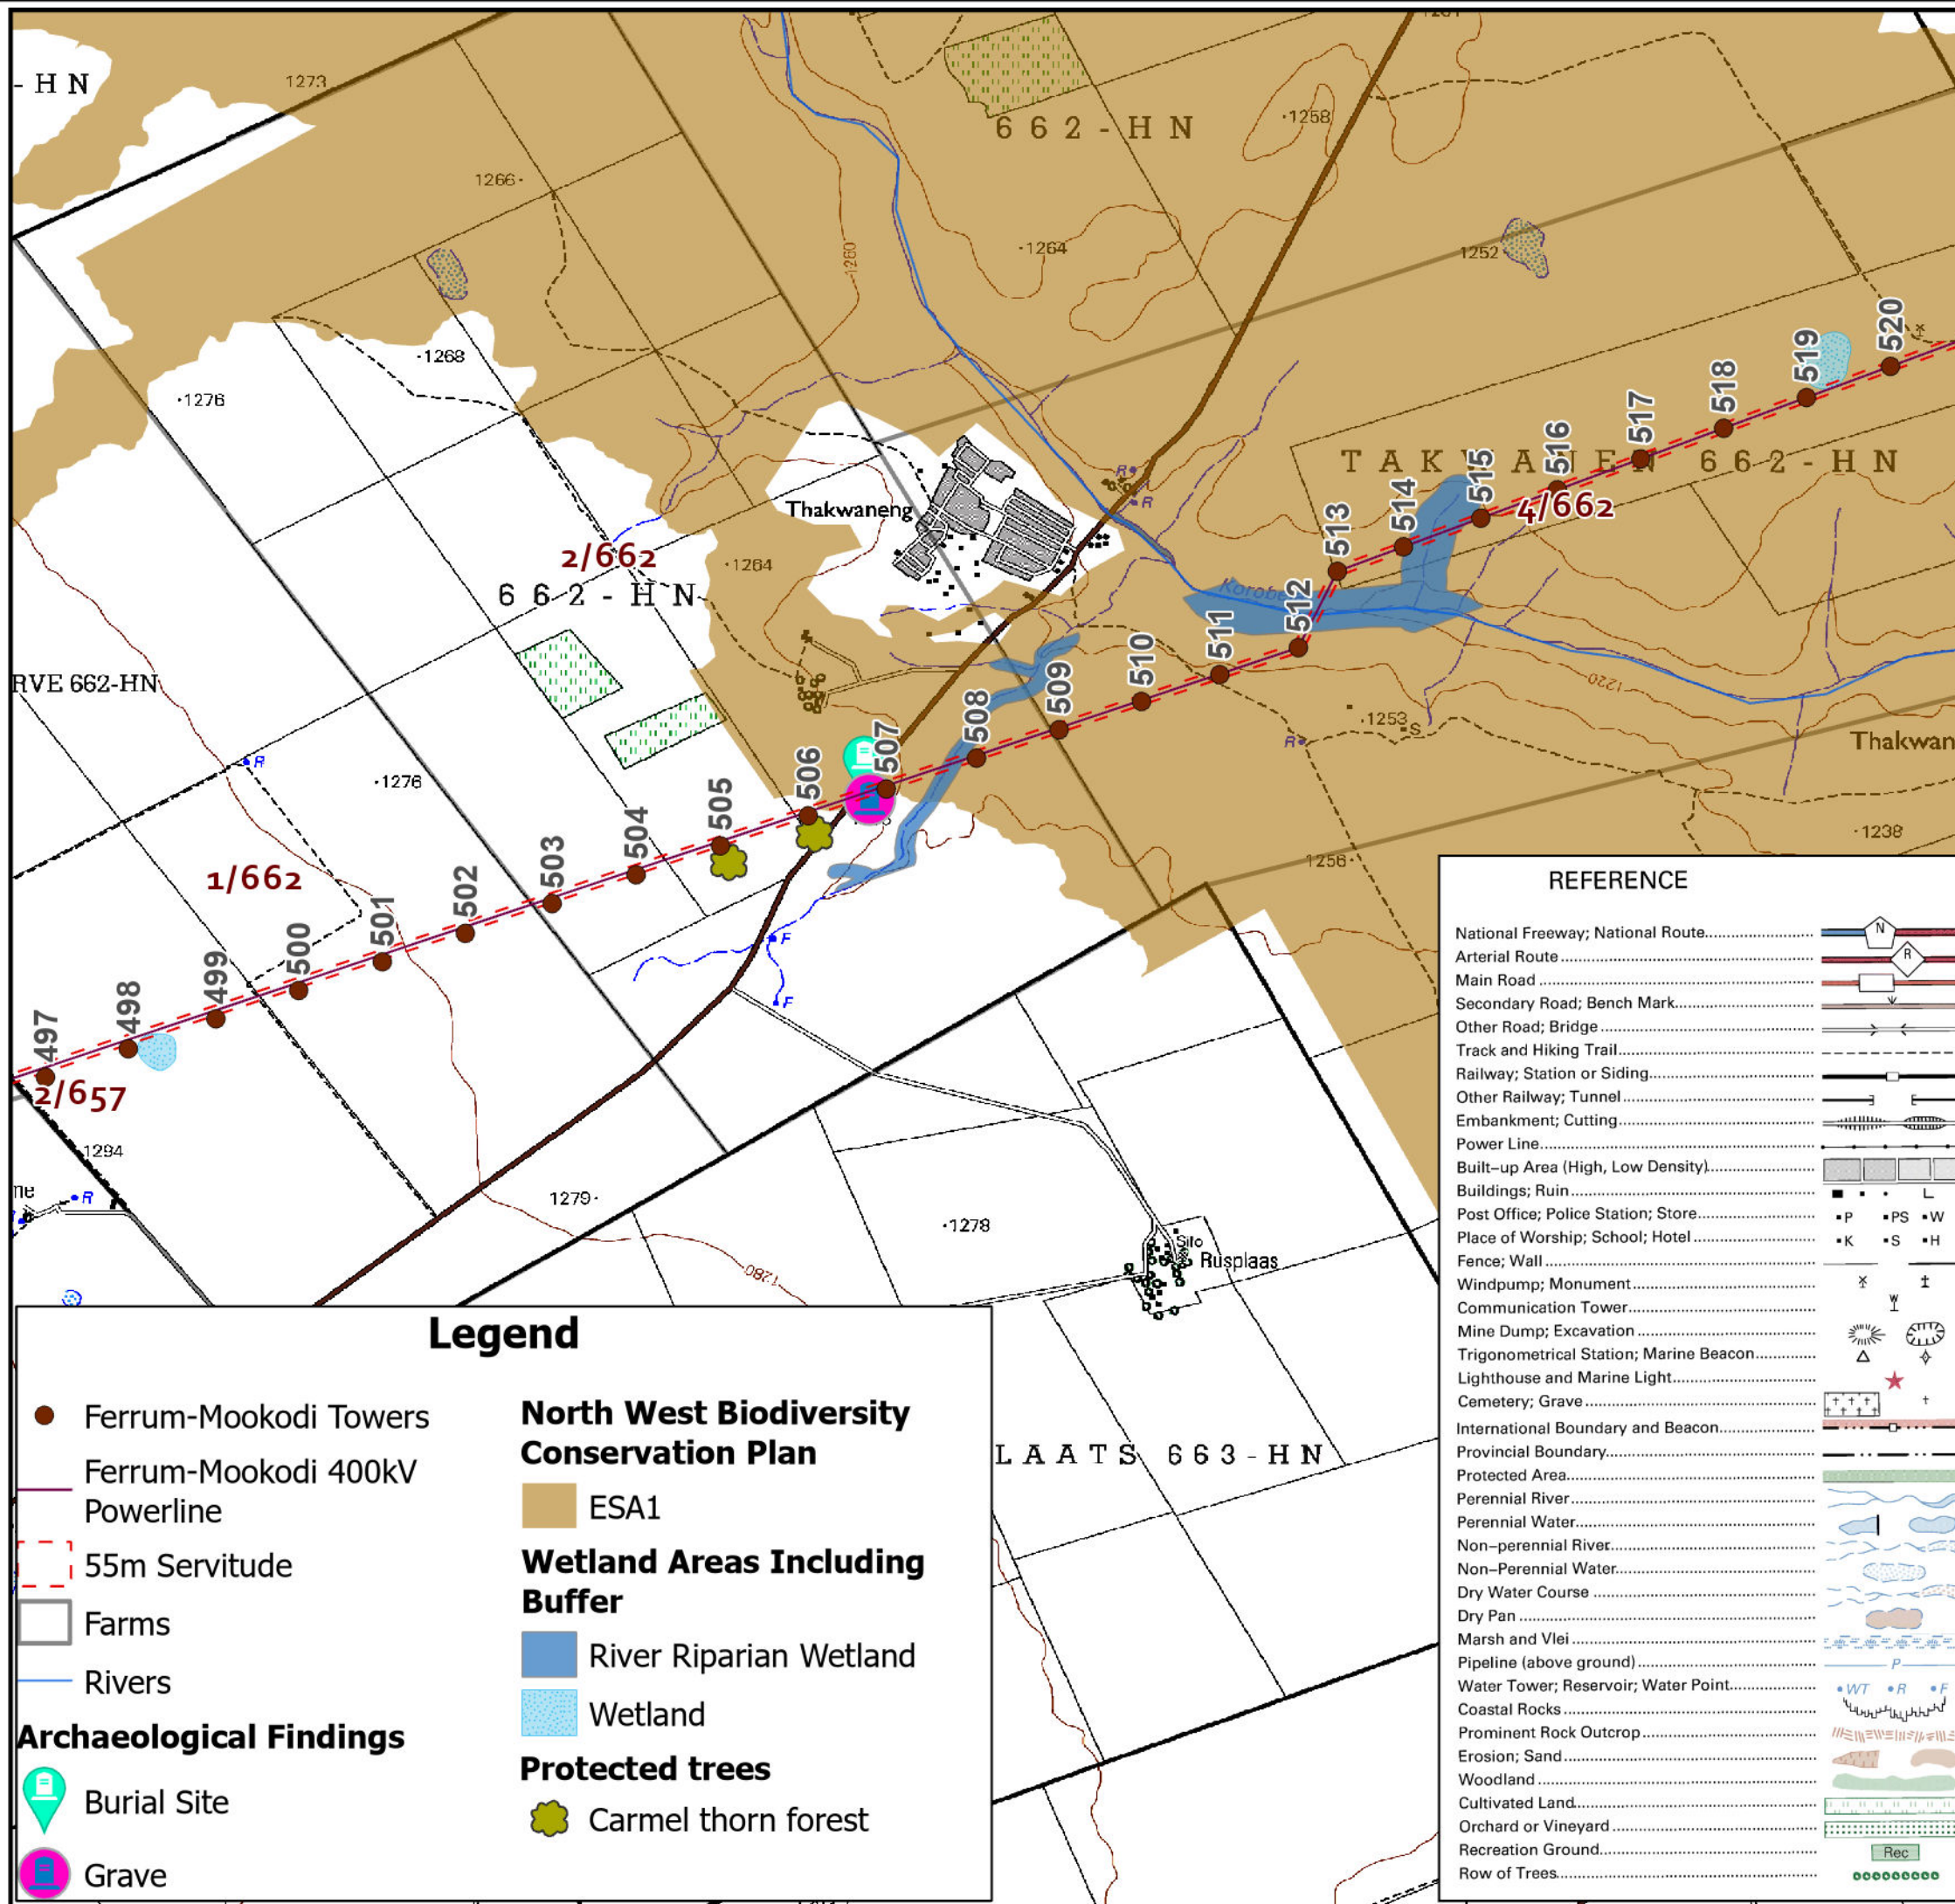 1281
- H N
1273
6 6 2 - H N
1258
1266
1264
1260
1252
520
519
1268
518
1276
517
516
T A K W A N E N 6 6 2 - H N
515
R
R
Thakwaneng
514
4/662
513
2/662
1264
6 6 2 - H N
Korobe
512
511
510
RVE 662-HN
509
1220
508
1253
S
R
Thakwan
507
R
1276
506
505
1238
504
1256
1/662
503
502
501
F
500
F
499
498
497
2/657
1294
ne
R
1279
1278
Silo
Rusplaas
1280
LAATS 663-HN
Legend
Ferrum-Mookodi Towers
Ferrum-Mookodi 400kV
Powerline
55m Servitude
Farms
Rivers
Archaeological Findings
Burial Site
Grave
North West Biodiversity
Conservation Plan
ESA1
Wetland Areas Including
Buffer
River Riparian Wetland
Wetland
Protected trees
Carmel thorn forest
REFERENCE
National Freeway; National Route N
Arterial Route R
Main Road
Secondary Road; Bench Mark
Other Road; Bridge
Track and Hiking Trail
Railway; Station or Siding
Other Railway; Tunnel
Embankment; Cutting
Power Line
Built-up Area (High, Low Density)
Buildings; Ruin
Post Office; Police Station; Store P PS W
Place of Worship; School; Hotel K S H
Fence; Wall
Windpump; Monument
Communication Tower
Mine Dump; Excavation
Trigonometrical Station; Marine Beacon
Lighthouse and Marine Light
Cemetery; Grave
International Boundary and Beacon
Provincial Boundary
Protected Area
Perennial River
Perennial Water
Non-perennial River
Non-Perennial Water
Dry Water Course
Dry Pan
Marsh and Vlei
Pipeline (above ground) P
Water Tower; Reservoir; Water Point WT R F
Coastal Rocks
Prominent Rock Outcrop
Erosion; Sand
Woodland
Cultivated Land
Orchard or Vineyard
Recreation Ground Rec
Row of Trees